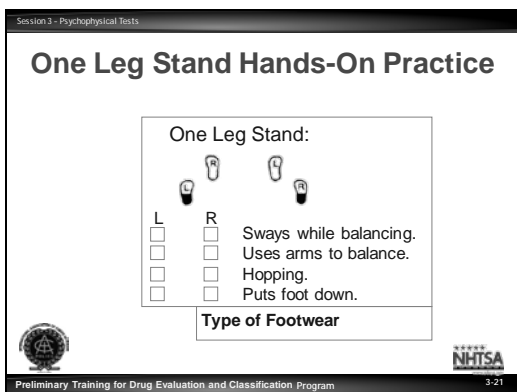 Session 3 - Psychophysical Tests
One Leg Stand Hands-On Practice
One Leg Stand:
R L
L R
L R
Sways while balancing.
Uses arms to balance.
Hopping.
Puts foot down.
Type of Footwear
NHTSA
Preliminary Training for Drug Evaluation and Classification Program 3-21